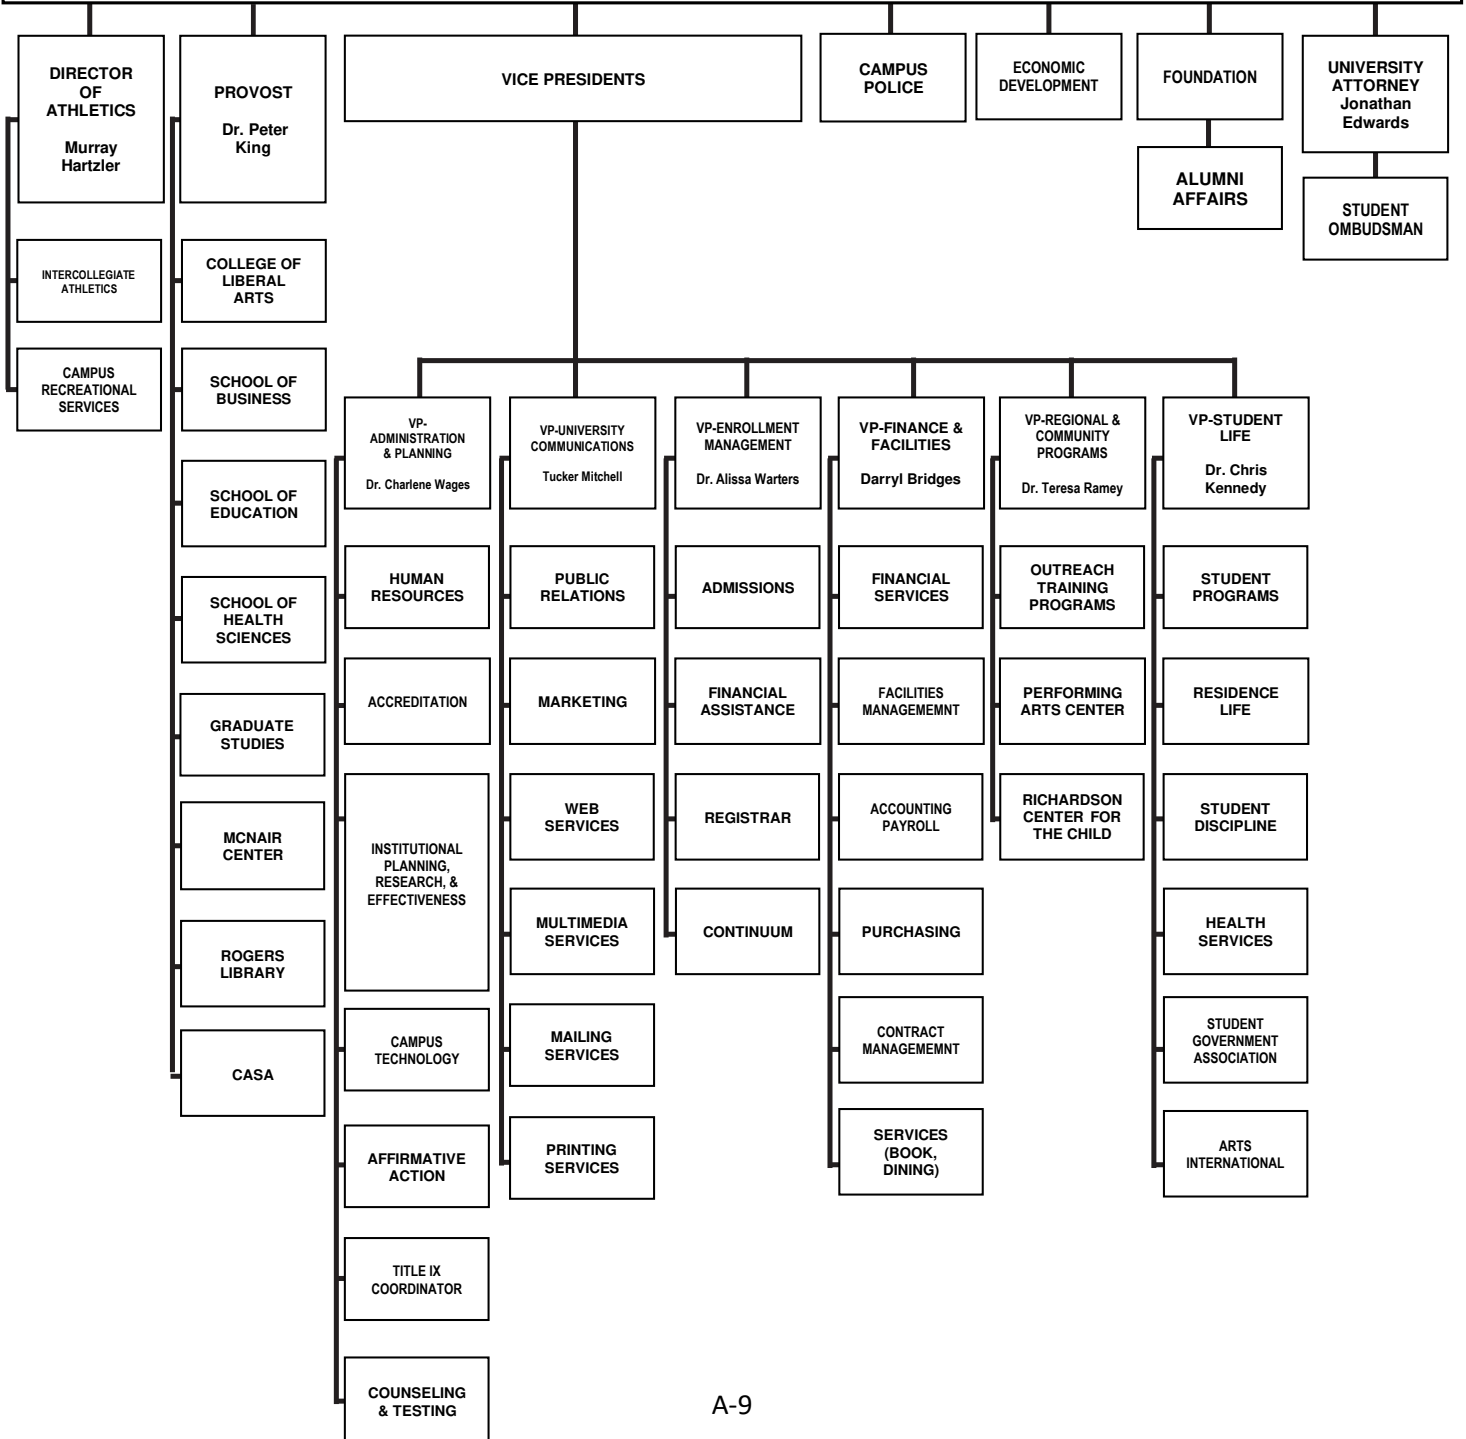 DIRECTOR
OF
ATHLETICS
Murray
Hartzler
PROVOST
Dr. Peter
King
VICE PRESIDENTS
CAMPUS
POLICE
ECONOMIC
DEVELOPMENT
FOUNDATION
UNIVERSITY
ATTORNEY
Jonathan
Edwards
ALUMNI
AFFAIRS
STUDENT
OMBUDSMAN
INTERCOLLEGIATE
ATHLETICS
CAMPUS
RECREATIONAL
SERVICES
COLLEGE OF
LIBERAL
ARTS
SCHOOL OF
BUSINESS
SCHOOL OF
EDUCATION
SCHOOL OF
HEALTH
SCIENCES
GRADUATE
STUDIES
MCNAIR
CENTER
ROGERS
LIBRARY
CASA
VP-
ADMINISTRATION
& PLANNING
Dr. Charlene Wages
HUMAN
RESOURCES
ACCREDITATION
INSTITUTIONAL
PLANNING,
RESEARCH, &
EFFECTIVENESS
CAMPUS
TECHNOLOGY
AFFIRMATIVE
ACTION
TITLE IX
COORDINATOR
COUNSELING
& TESTING
VP-UNIVERSITY
COMMUNICATIONS
Tucker Mitchell
PUBLIC
RELATIONS
MARKETING
WEB
SERVICES
MULTIMEDIA
SERVICES
MAILING
SERVICES
PRINTING
SERVICES
VP-ENROLLMENT
MANAGEMENT
Dr. Alissa Warters
ADMISSIONS
FINANCIAL
ASSISTANCE
REGISTRAR
CONTINUUM
VP-FINANCE &
FACILITIES
Darryl Bridges
FINANCIAL
SERVICES
FACILITIES
MANAGEMEMNT
ACCOUNTING
PAYROLL
PURCHASING
CONTRACT
MANAGEMEMNT
SERVICES
(BOOK,
DINING)
VP-REGIONAL &
COMMUNITY
PROGRAMS
Dr. Teresa Ramey
OUTREACH
TRAINING
PROGRAMS
PERFORMING
ARTS CENTER
RICHARDSON
CENTER FOR
THE CHILD
VP-STUDENT
LIFE
Dr. Chris
Kennedy
STUDENT
PROGRAMS
RESIDENCE
LIFE
STUDENT
DISCIPLINE
HEALTH
SERVICES
STUDENT
GOVERNMENT
ASSOCIATION
ARTS
INTERNATIONAL
A-9